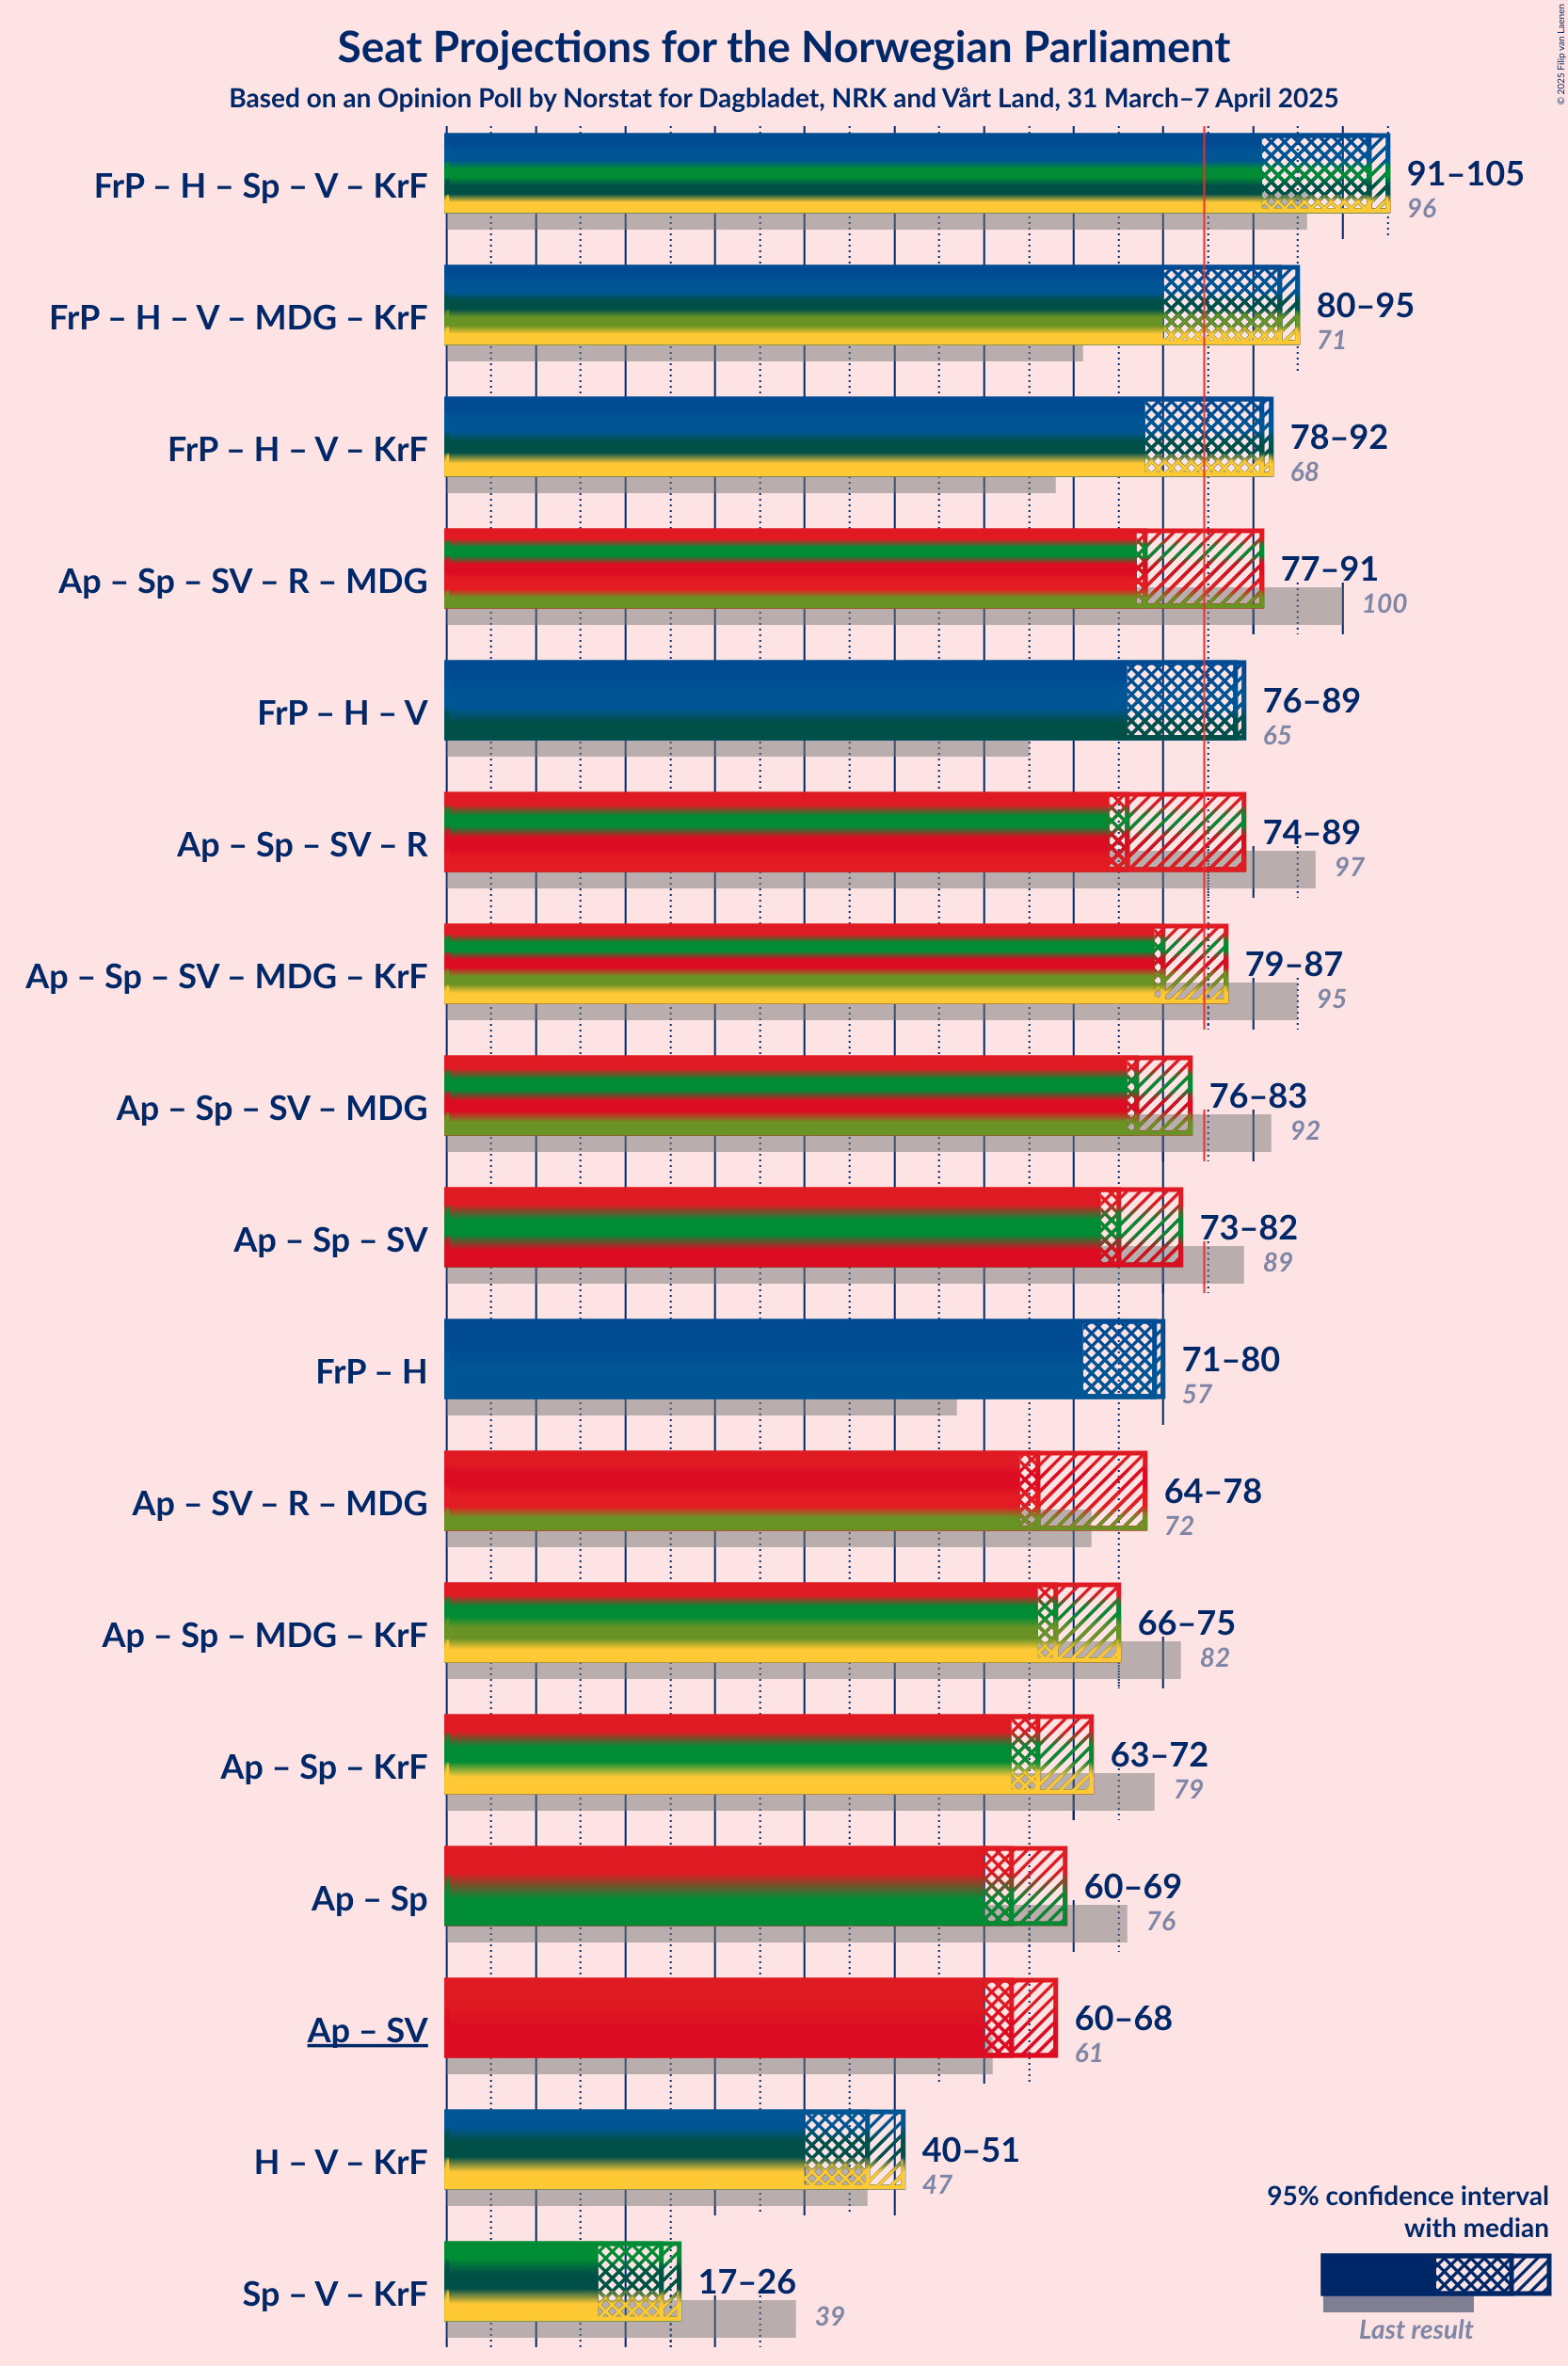 Seat Projections for the Norwegian Parliament
Based on an Opinion Poll by Norstat for Dagbladet, NRK and Vårt Land, 31 March–7 April 2025
© 2025 Filip van Laenen
FrP – H – Sp – V – KrF
91–105
96
FrP – H – V – MDG – KrF
80–95
71
FrP – H – V – KrF
78–92
68
Ap – Sp – SV – R – MDG
77–91
100
FrP – H – V
76–89
65
Ap – Sp – SV – R
74–89
97
Ap – Sp – SV – MDG – KrF
79–87
95
Ap – Sp – SV – MDG
76–83
92
Ap – Sp – SV
73–82
89
FrP – H
71–80
57
Ap – SV – R – MDG
64–78
72
Ap – Sp – MDG – KrF
66–75
82
Ap – Sp – KrF
63–72
79
Ap – Sp
60–69
76
Ap – SV
60–68
61
H – V – KrF
40–51
47
Sp – V – KrF
17–26
39
95% confidence interval
with median
Last result